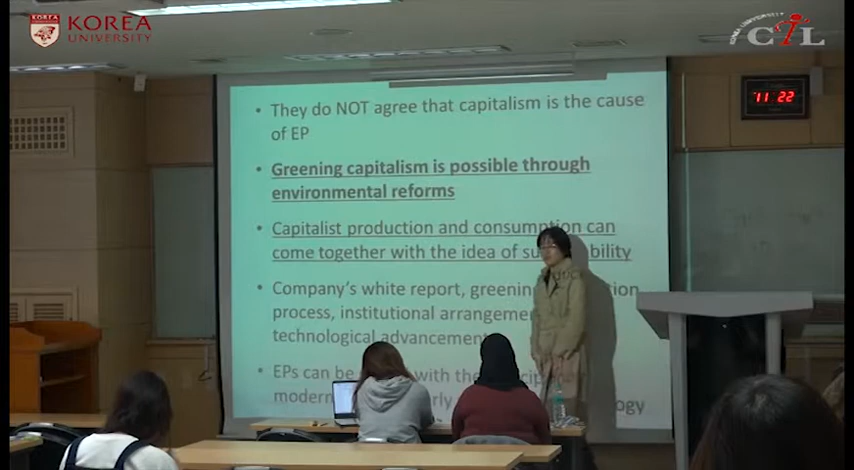 KOREA
UNIVERSITY
KOREA UNIVERSITY
CTL
11 22
• They do NOT agree that capitalism is the cause
of EP
• Greening capitalism is possible through
environmental reforms
• Capitalist production and consumption can
come together with the idea of
• Company's white report, greening
process, institutional arrangement
technological advancement
• EPs can be with the
modern